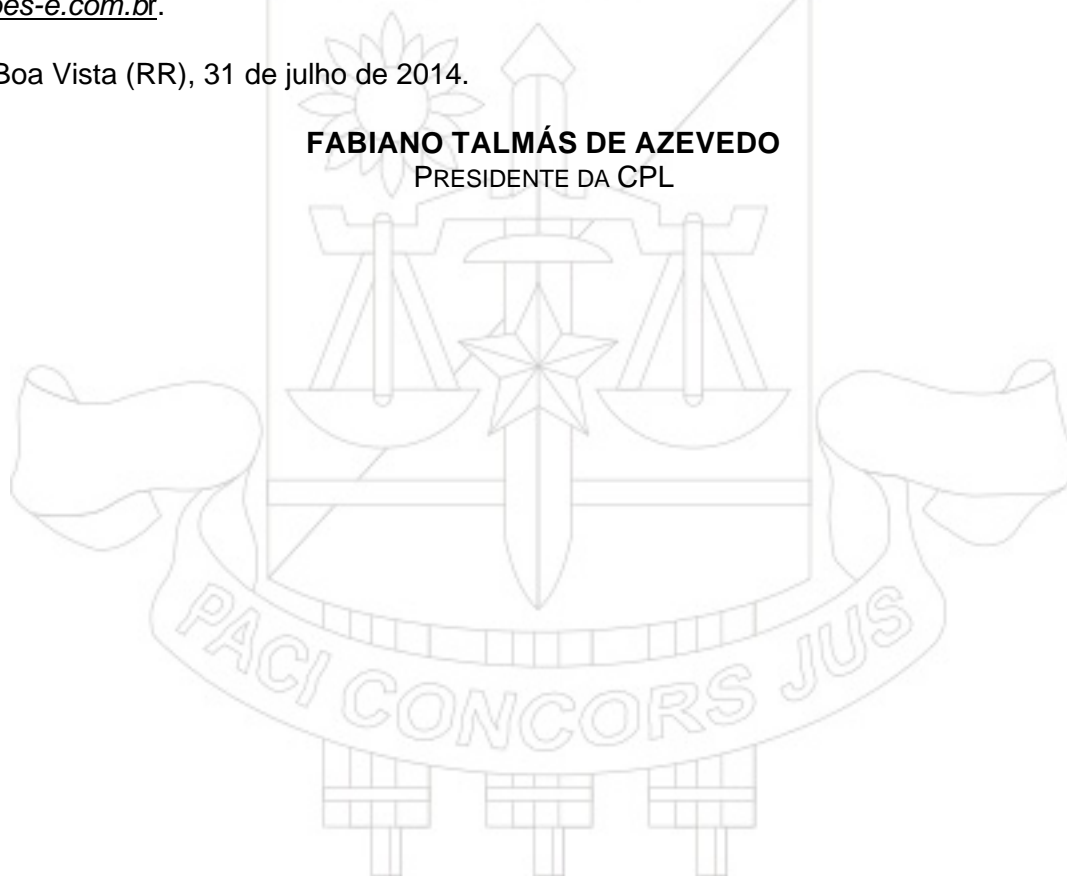 oes-e.com.br.
Boa Vista (RR), 31 de julho de 2014.
FABIANO TALMÁS DE AZEVEDO
PRESIDENTE DA CPL
PACI CONCORS JUS